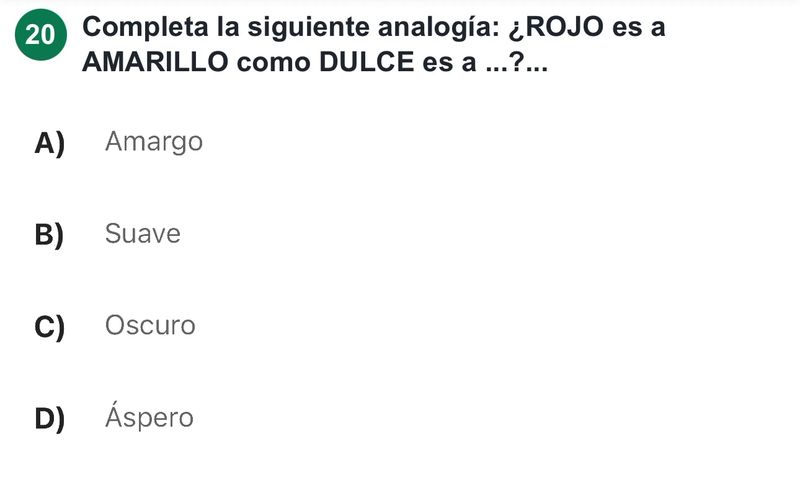 20 Completa la siguiente analogía: ¿ROJO es a
AMARILLO como DULCE es a ...?...
A) Amargo
B) Suave
C) Oscuro
D) Áspero